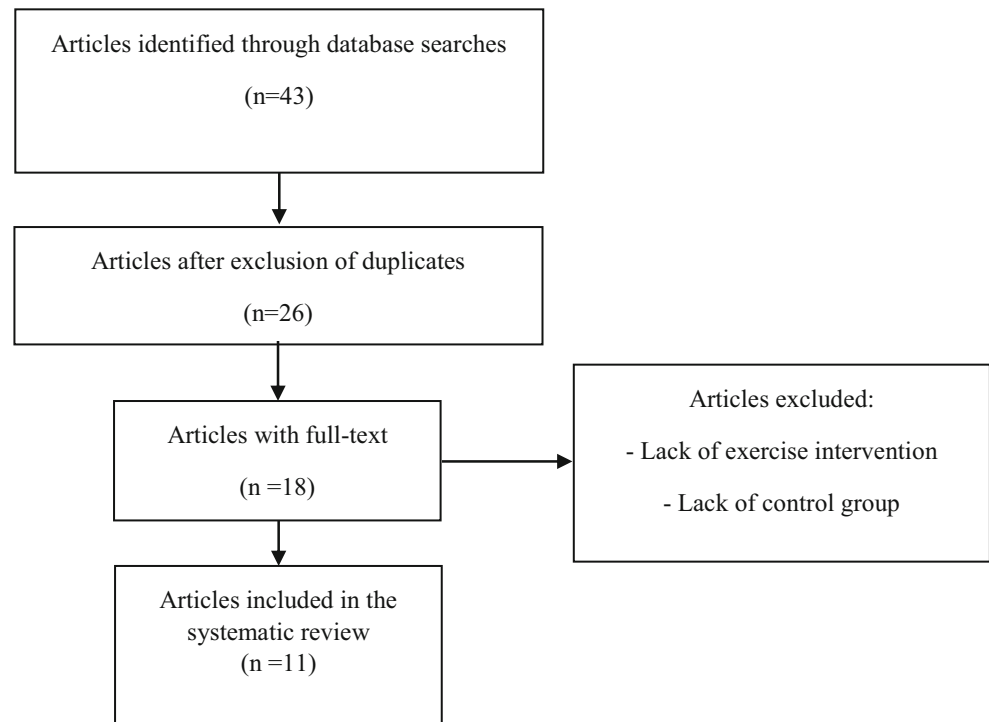 Articles identified through database searches
(n=43)
Articles after exclusion of duplicates
(n=26)
Articles with full-text
(n =18)
Articles excluded:
- Lack of exercise intervention
- Lack of control group
Articles included in the
systematic review
(n =11)